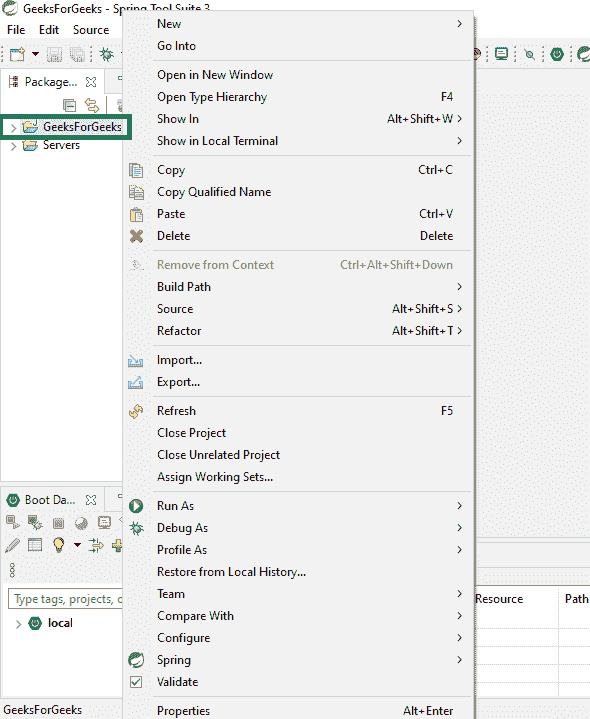 GeeksForGeeks - Spring Tool Suite 3
File Edit Source
Package...
GeeksForGeeks
Servers
New
Go Into
Open in New Window
Open Type Hierarchy F4
Show In Alt+Shift+W
Show in Local Terminal
Copy Ctrl+C
Copy Qualified Name
Paste Ctrl+V
Delete Delete
Remove from Context Ctrl+Alt+Shift+Down
Build Path
Source Alt+Shift+S
Refactor Alt+Shift+T
Import...
Export...
Refresh F5
Close Project
Close Unrelated Project
Assign Working Sets...
Run As
Debug As
Profile As
Restore from Local History...
Team
Compare With
Configure
Spring
Validate
Properties Alt+Enter
Boot Da...
Type tags, projects,
local
Resource Path
GeeksForGeeks